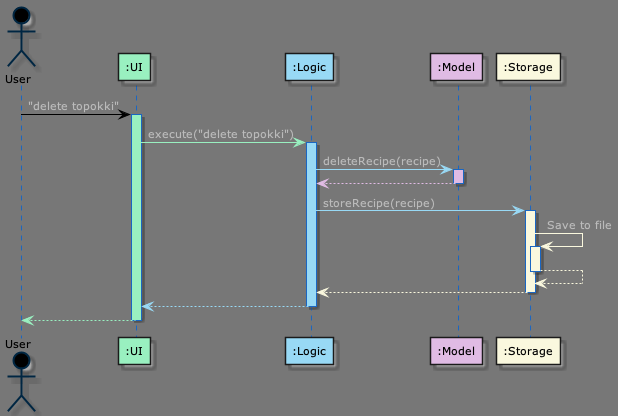 User
:UI
:Logic
:Model
:Storage
"delete topokki"
execute("delete topokki")
deleteRecipe(recipe)
storeRecipe(recipe)
Save to file
User
:UI
:Logic
:Model
:Storage